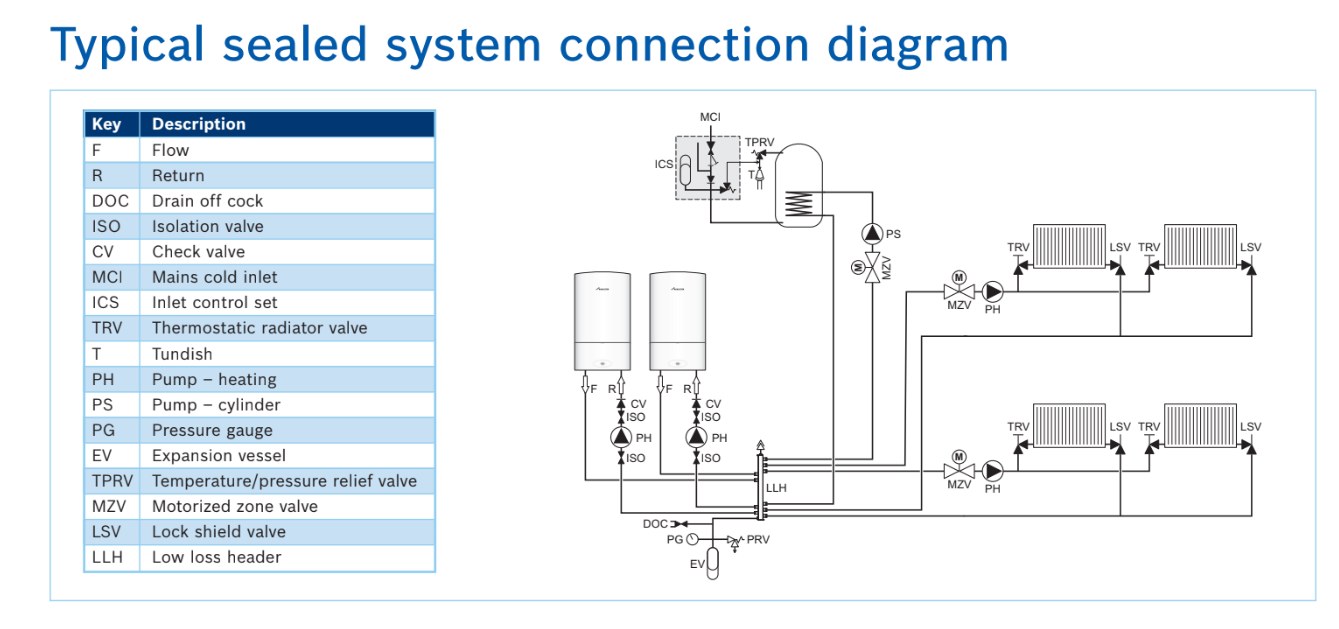 Typical sealed system connection diagram
Key Description
F Flow
R Return
DOC Drain off cock
ISO Isolation valve
CV Check valve
MCI Mains cold inlet
ICS Inlet control set
TRV Thermostatic radiator valve
T Tundish
PH Pump – heating
PS Pump – cylinder
PG Pressure gauge
EV Expansion vessel
TPRV Temperature/pressure relief valve
MZV Motorized zone valve
LSV Lock shield valve
LLH Low loss header
MCI
TPRV
ICS
T
PS
M
MZV
TRV LSV TRV LSV
M
MZV PH
F R F R
CV CV
ISO ISO
PH PH
ISO ISO
TRV LSV TRV LSV
M
MZV PH
LLH
DOC
PG PRV
EV